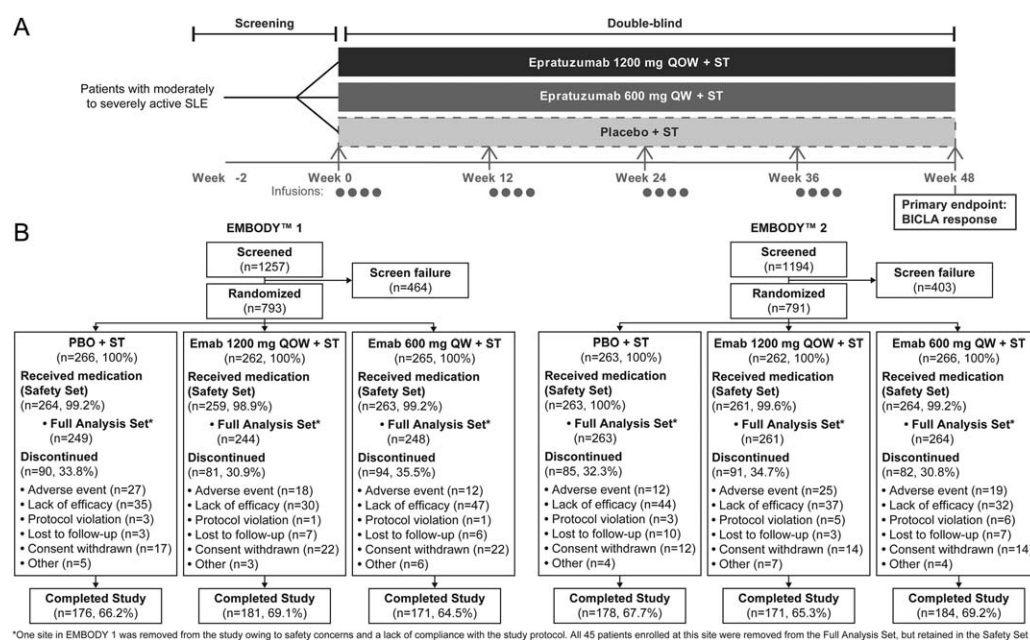 A
Screening
Double-blind
Patients with moderately
to severely active SLE
Epratuzumab 1200 mg QOW + ST
Epratuzumab 600 mg QW + ST
Placebo + ST
Week -2
Week 0
Week 12
Week 24
Week 36
Week 48
Infusions:
Primary endpoint:
BICLA response
B
EMBODY™ 1
Screened
(n=1257)
Screen failure
(n=464)
Randomized
(n=793)
PBO + ST
(n=266, 100%)
Received medication
(Safety Set)
(n=264, 99.2%)
• Full Analysis Set*
(n=249)
Discontinued
(n=90, 33.8%)
• Adverse event (n=27)
• Lack of efficacy (n=35)
• Protocol violation (n=3)
• Lost to follow-up (n=3)
• Consent withdrawn (n=17)
• Other (n=5)
Completed Study
(n=176, 66.2%)
Emab 1200 mg QOW + ST
(n=262, 100%)
Received medication
(Safety Set)
(n=259, 98.9%)
• Full Analysis Set*
(n=244)
Discontinued
(n=81, 30.9%)
• Adverse event (n=18)
• Lack of efficacy (n=30)
• Protocol violation (n=1)
• Lost to follow-up (n=7)
• Consent withdrawn (n=22)
• Other (n=3)
Completed Study
(n=181, 69.1%)
Emab 600 mg QW + ST
(n=265, 100%)
Received medication
(Safety Set)
(n=263, 99.2%)
• Full Analysis Set*
(n=248)
Discontinued
(n=94, 35.5%)
• Adverse event (n=12)
• Lack of efficacy (n=47)
• Protocol violation (n=1)
• Lost to follow-up (n=6)
• Consent withdrawn (n=22)
• Other (n=6)
Completed Study
(n=171, 64.5%)
EMBODY™ 2
Screened
(n=1194)
Screen failure
(n=403)
Randomized
(n=791)
PBO + ST
(n=263, 100%)
Received medication
(Safety Set)
(n=263, 100%)
• Full Analysis Set*
(n=263)
Discontinued
(n=85, 32.3%)
• Adverse event (n=12)
• Lack of efficacy (n=44)
• Protocol violation (n=3)
• Lost to follow-up (n=10)
• Consent withdrawn (n=12)
• Other (n=4)
Completed Study
(n=178, 67.7%)
Emab 1200 mg QOW + ST
(n=262, 100%)
Received medication
(Safety Set)
(n=261, 99.6%)
• Full Analysis Set*
(n=261)
Discontinued
(n=91, 34.7%)
• Adverse event (n=25)
• Lack of efficacy (n=37)
• Protocol violation (n=5)
• Lost to follow-up (n=3)
• Consent withdrawn (n=14)
• Other (n=7)
Completed Study
(n=171, 65.3%)
Emab 600 mg QW + ST
(n=266, 100%)
Received medication
(Safety Set)
(n=264, 99.2%)
• Full Analysis Set*
(n=264)
Discontinued
(n=82, 30.8%)
• Adverse event (n=19)
• Lack of efficacy (n=32)
• Protocol violation (n=6)
• Lost to follow-up (n=7)
• Consent withdrawn (n=14)
• Other (n=4)
Completed Study
(n=184, 69.2%)
*One site in EMBODY 1 was removed from the study owing to safety concerns and a lack of compliance with the study protocol. All 45 patients enrolled at this site were removed from the Full Analysis Set, but retained in the Safety Set.